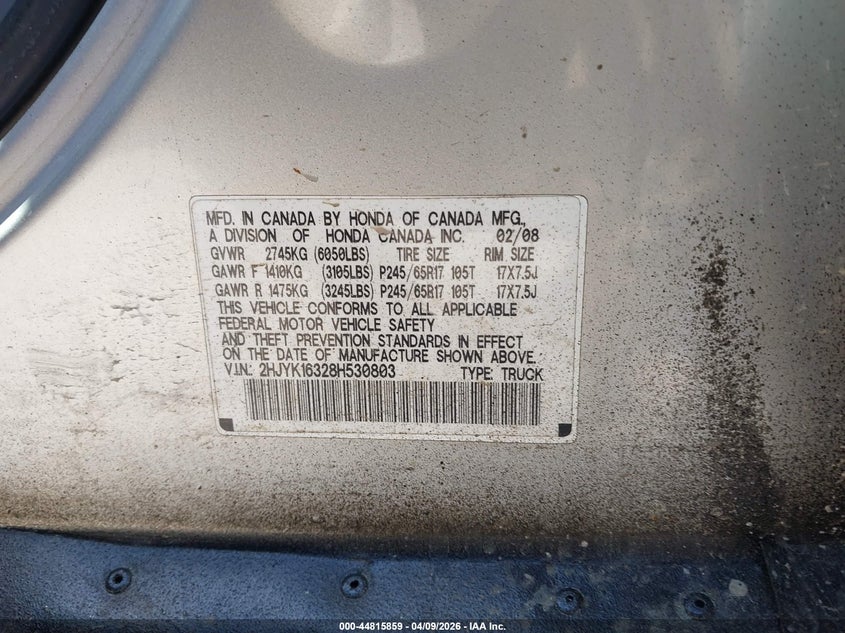 MFD. IN CANADA BY HONDA OF CANADA MFG.,
A DIVISION OF HONDA CANADA INC. 02/08
GVWR 2745KG (6050LBS) TIRE SIZE RIM SIZE
GAWR F 1410KG (3105LBS) P245/65R17 105T 17X7.5J
GAWR R 1475KG (3245LBS) P245/65R17 105T 17X7.5J
THIS VEHICLE CONFORMS TO ALL APPLICABLE
FEDERAL MOTOR VEHICLE SAFETY
AND THEFT PREVENTION STANDARDS IN EFFECT
ON THE DATE OF MANUFACTURE SHOWN ABOVE.
V.I.N: 2HJYK16328H530803 TYPE: TRUCK
000-44815859 - 04/09/2026 - IAA Inc.